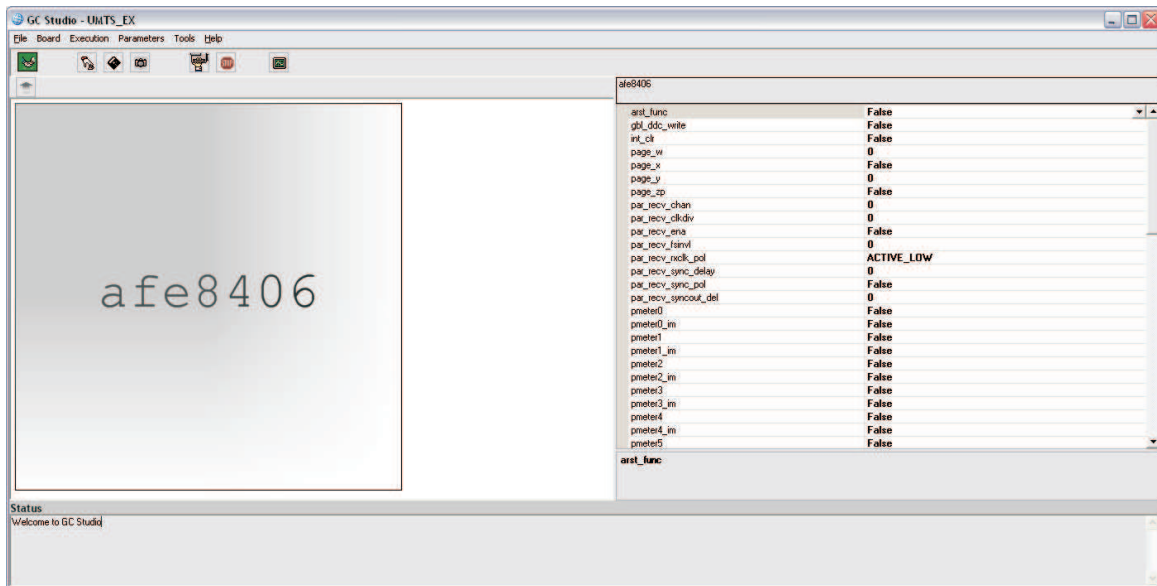 GC Studio - UMTS_EX
File Board Execution Parameters Tools Help
afe8406
afe8406
arst_func False
gbl_ddc_write False
int_clr False
page_w 0
page_x False
page_y 0
page_zp False
par_recv_chan 0
par_recv_clkdiv 0
par_recv_ena False
par_recv_fsinvl 0
par_recv_rxclk_pol ACTIVE_LOW
par_recv_sync_delay 0
par_recv_sync_pol False
par_recv_syncout_del 0
pmeter0 False
pmeter0_im False
pmeter1 False
pmeter1_im False
pmeter2 False
pmeter2_im False
pmeter3 False
pmeter3_im False
pmeter4 False
pmeter4_im False
pmeter5 False
arst_func
Status
Welcome to GC Studio